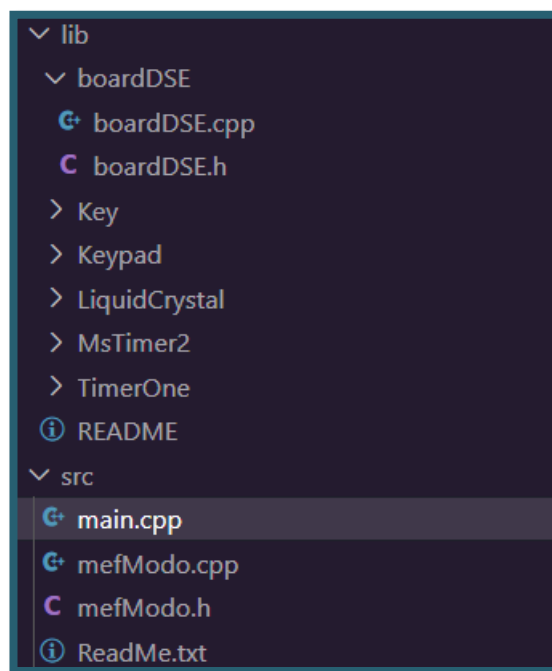 lib
boardDSE
boardDSE.cpp
C boardDSE.h
Key
Keypad
LiquidCrystal
MsTimer2
TimerOne
README
src
main.cpp
mefModo.cpp
C mefModo.h
ReadMe.txt